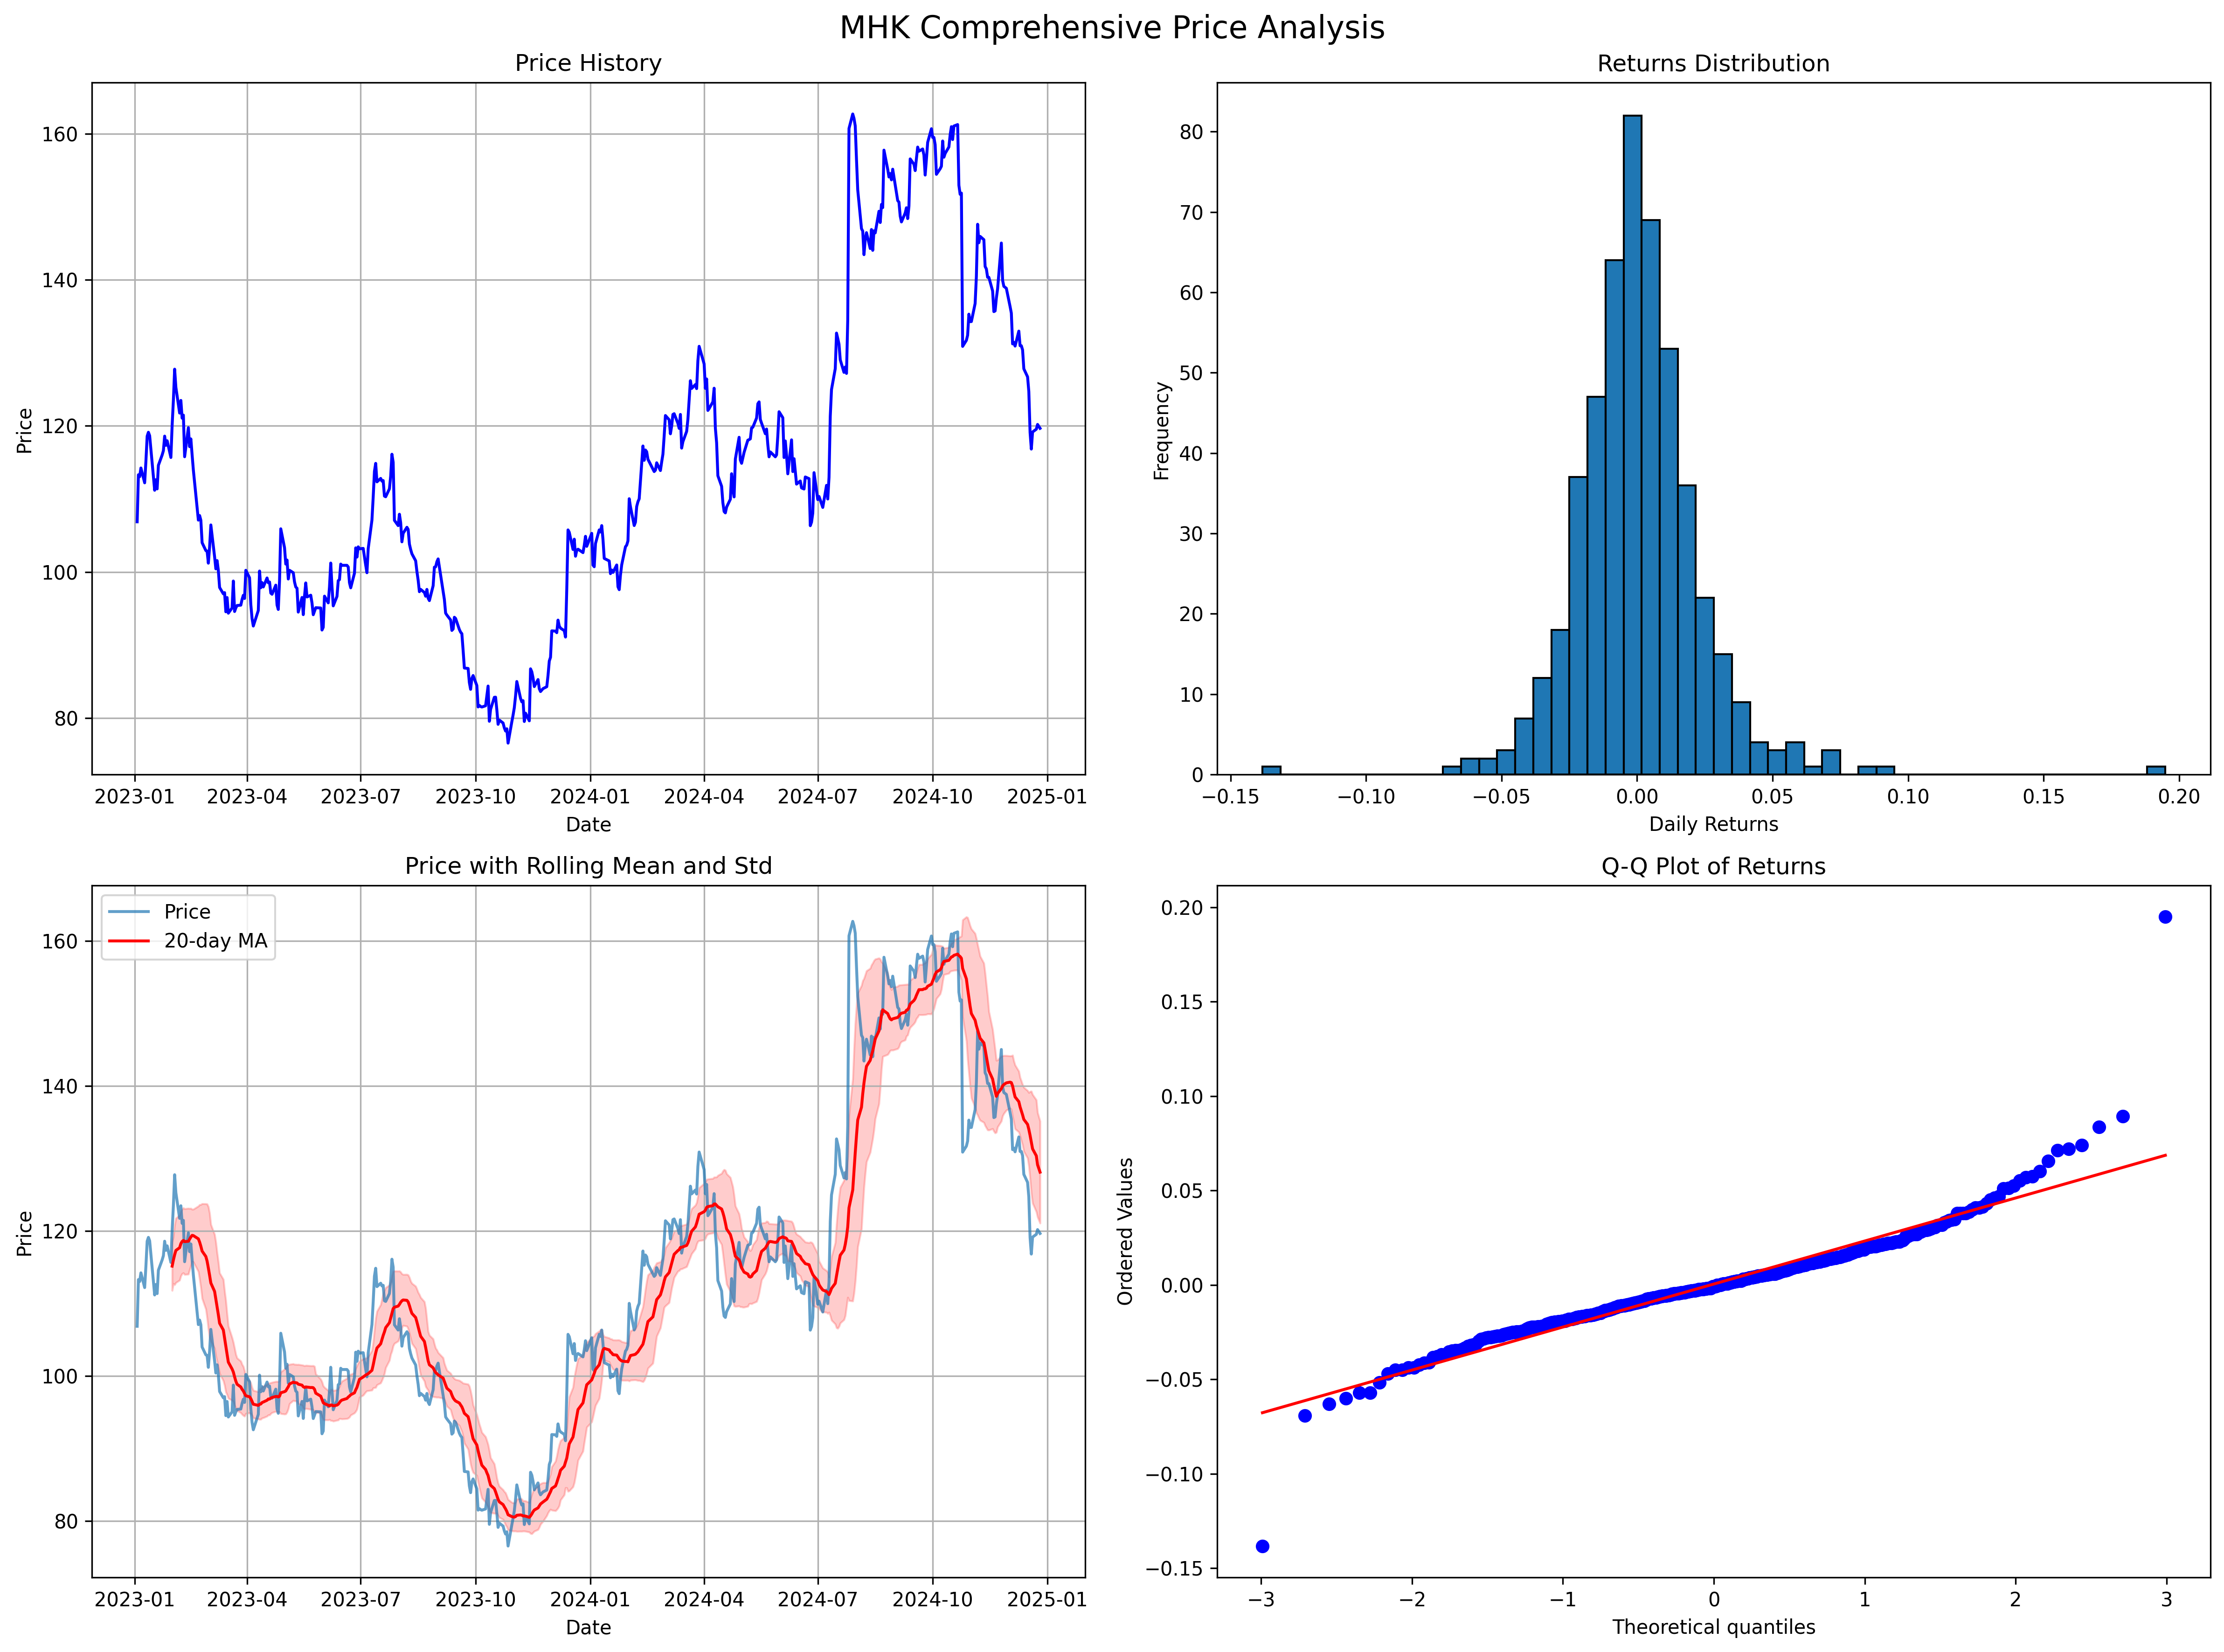 MHK Comprehensive Price Analysis
Price History
Price
160
140
120
100
80
2023-01 2023-04 2023-07 2023-10 2024-01 2024-04 2024-07 2024-10 2025-01
Date
Returns Distribution
Frequency
80
70
60
50
40
30
20
10
0
−0.15 −0.10 −0.05 0.00 0.05 0.10 0.15 0.20
Daily Returns
Price with Rolling Mean and Std
Price
20-day MA
Price
160
140
120
100
80
2023-01 2023-04 2023-07 2023-10 2024-01 2024-04 2024-07 2024-10 2025-01
Date
Q-Q Plot of Returns
Ordered Values
0.20
0.15
0.10
0.05
0.00
−0.05
−0.10
−0.15
−3 −2 −1 0 1 2 3
Theoretical quantiles